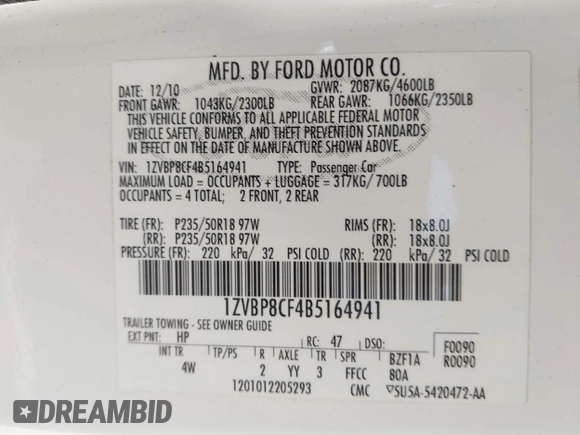 MFD. BY FORD MOTOR CO.
DATE: 12/10 GVWR: 2087KG/4600LB
FRONT GAWR: 1043KG/2300LB REAR GAWR: 1066KG/2350LB
THIS VEHICLE CONFORMS TO ALL APPLICABLE FEDERAL MOTOR
VEHICLE SAFETY, BUMPER, AND THEFT PREVENTION STANDARDS
IN EFFECT ON THE DATE OF MANUFACTURE SHOWN ABOVE.
VIN: 1ZVBP8CF4B5164941 TYPE: Passenger Car
MAXIMUM LOAD = OCCUPANTS + LUGGAGE = 317KG/700LB
OCCUPANTS = 4 TOTAL; 2 FRONT, 2 REAR
TIRE (FR): P235/50R18 97W RIMS (FR): 18x8.0J
(RR): P235/50R18 97W (RR): 18x8.0J
PRESSURE (FR): 220 kPa/ 32 PSI COLD (RR): 220 kPa/ 32 PSI COLD
1ZVBP8CF4B5164941
TRAILER TOWING - SEE OWNER GUIDE
EXT PNT: HP RC: 47 DSO: F0090
INT TR TP/PS R AXLE TR SPR BZF1A R0090
4W 2 YY 3 FFCC 80A
1201012205293 CMC 5U5A-5420472-AA
DREAMBID